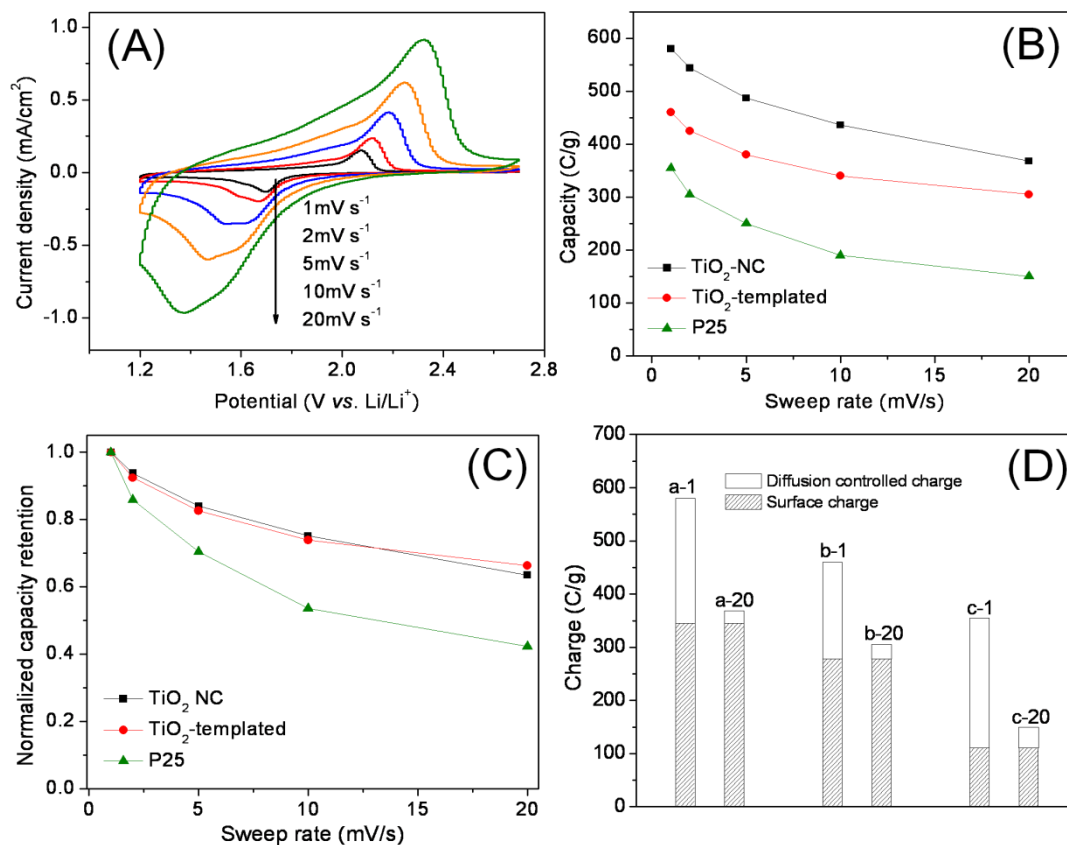 (A)
1.0
0.5
0.0
-0.5
-1.0
Current density (mA/cm²)
1mV s⁻¹
2mV s⁻¹
5mV s⁻¹
10mV s⁻¹
20mV s⁻¹
1.2 1.6 2.0 2.4 2.8
Potential (V vs. Li/Li⁺)
(B)
600
500
400
300
200
100
0
Capacity (C/g)
TiO₂-NC
TiO₂-templated
P25
0 5 10 15 20
Sweep rate (mV/s)
(C)
1.0
0.8
0.6
0.4
0.2
0.0
Normalized capacity retention
TiO₂ NC
TiO₂-templated
P25
0 5 10 15 20
Sweep rate (mV/s)
(D)
700
600
500
400
300
200
100
0
Charge (C/g)
Diffusion controlled charge
Surface charge
a-1
a-20
b-1
b-20
c-1
c-20